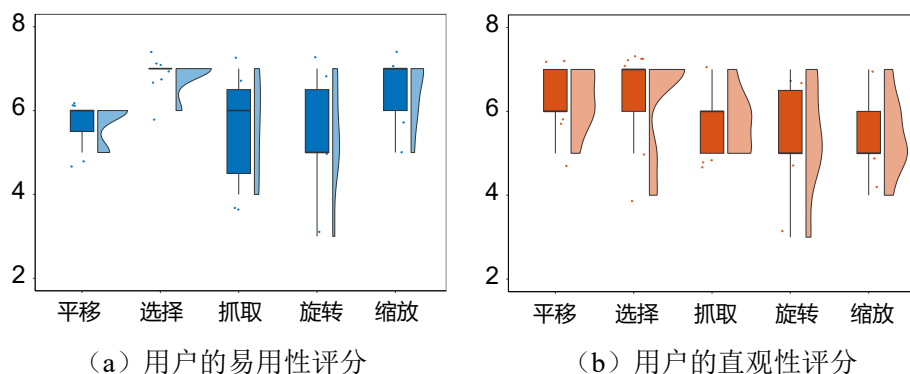 8
6
4
2
平移 选择 抓取 旋转 缩放
（a）用户的易用性评分
8
6
4
2
平移 选择 抓取 旋转 缩放
（b）用户的直观性评分